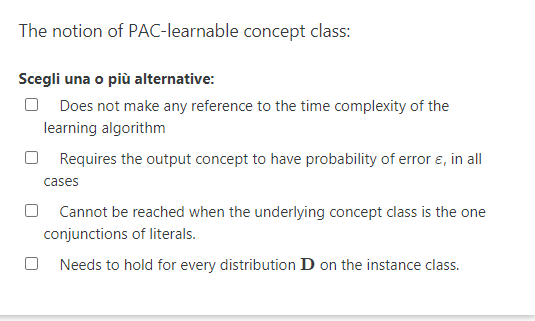 The notion of PAC-learnable concept class:
Scegli una o più alternative:
Does not make any reference to the time complexity of the
learning algorithm
Requires the output concept to have probability of error ε, in all
cases
Cannot be reached when the underlying concept class is the one
conjunctions of literals.
Needs to hold for every distribution D on the instance class.